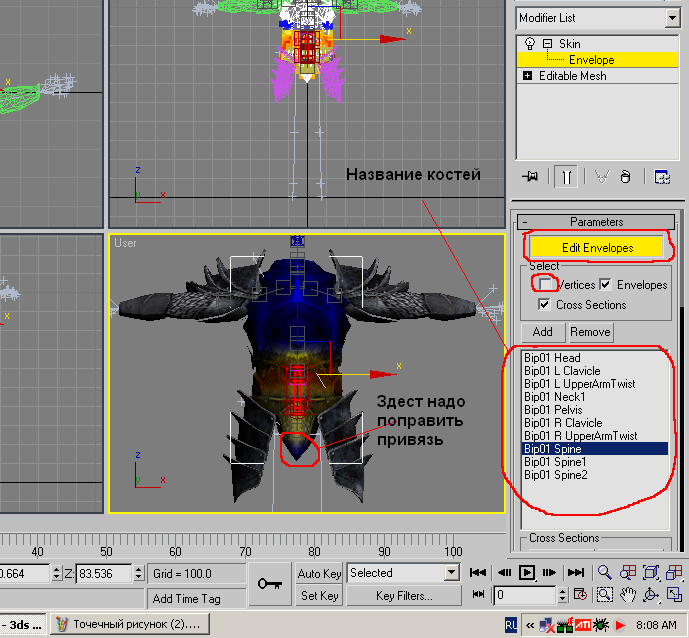 Modifier List
Skin
Envelope
Editable Mesh
x
x
z
x
Название костей
Parameters
Edit Envelopes
Select
Vertices
Envelopes
Cross Sections
Add
Remove
Bip01 Head
Bip01 L Clavicle
Bip01 L UpperArmTwist
Bip01 Neck1
Bip01 Pelvis
Bip01 R Clavicle
Bip01 R UpperArmTwist
Bip01 Spine
Bip01 Spine1
Bip01 Spine2
Cross Sections
User
x
x
Здест надо
поправить
привязь
z
x
40 50 60 70 80 90 100
0.664 Z: 83.536 Grid = 100.0
Add Time Tag
Auto Key Selected
Set Key Key Filters...
0
- 3ds ...
Точечный рисунок (2)....
RL « ATI 8:08 AM